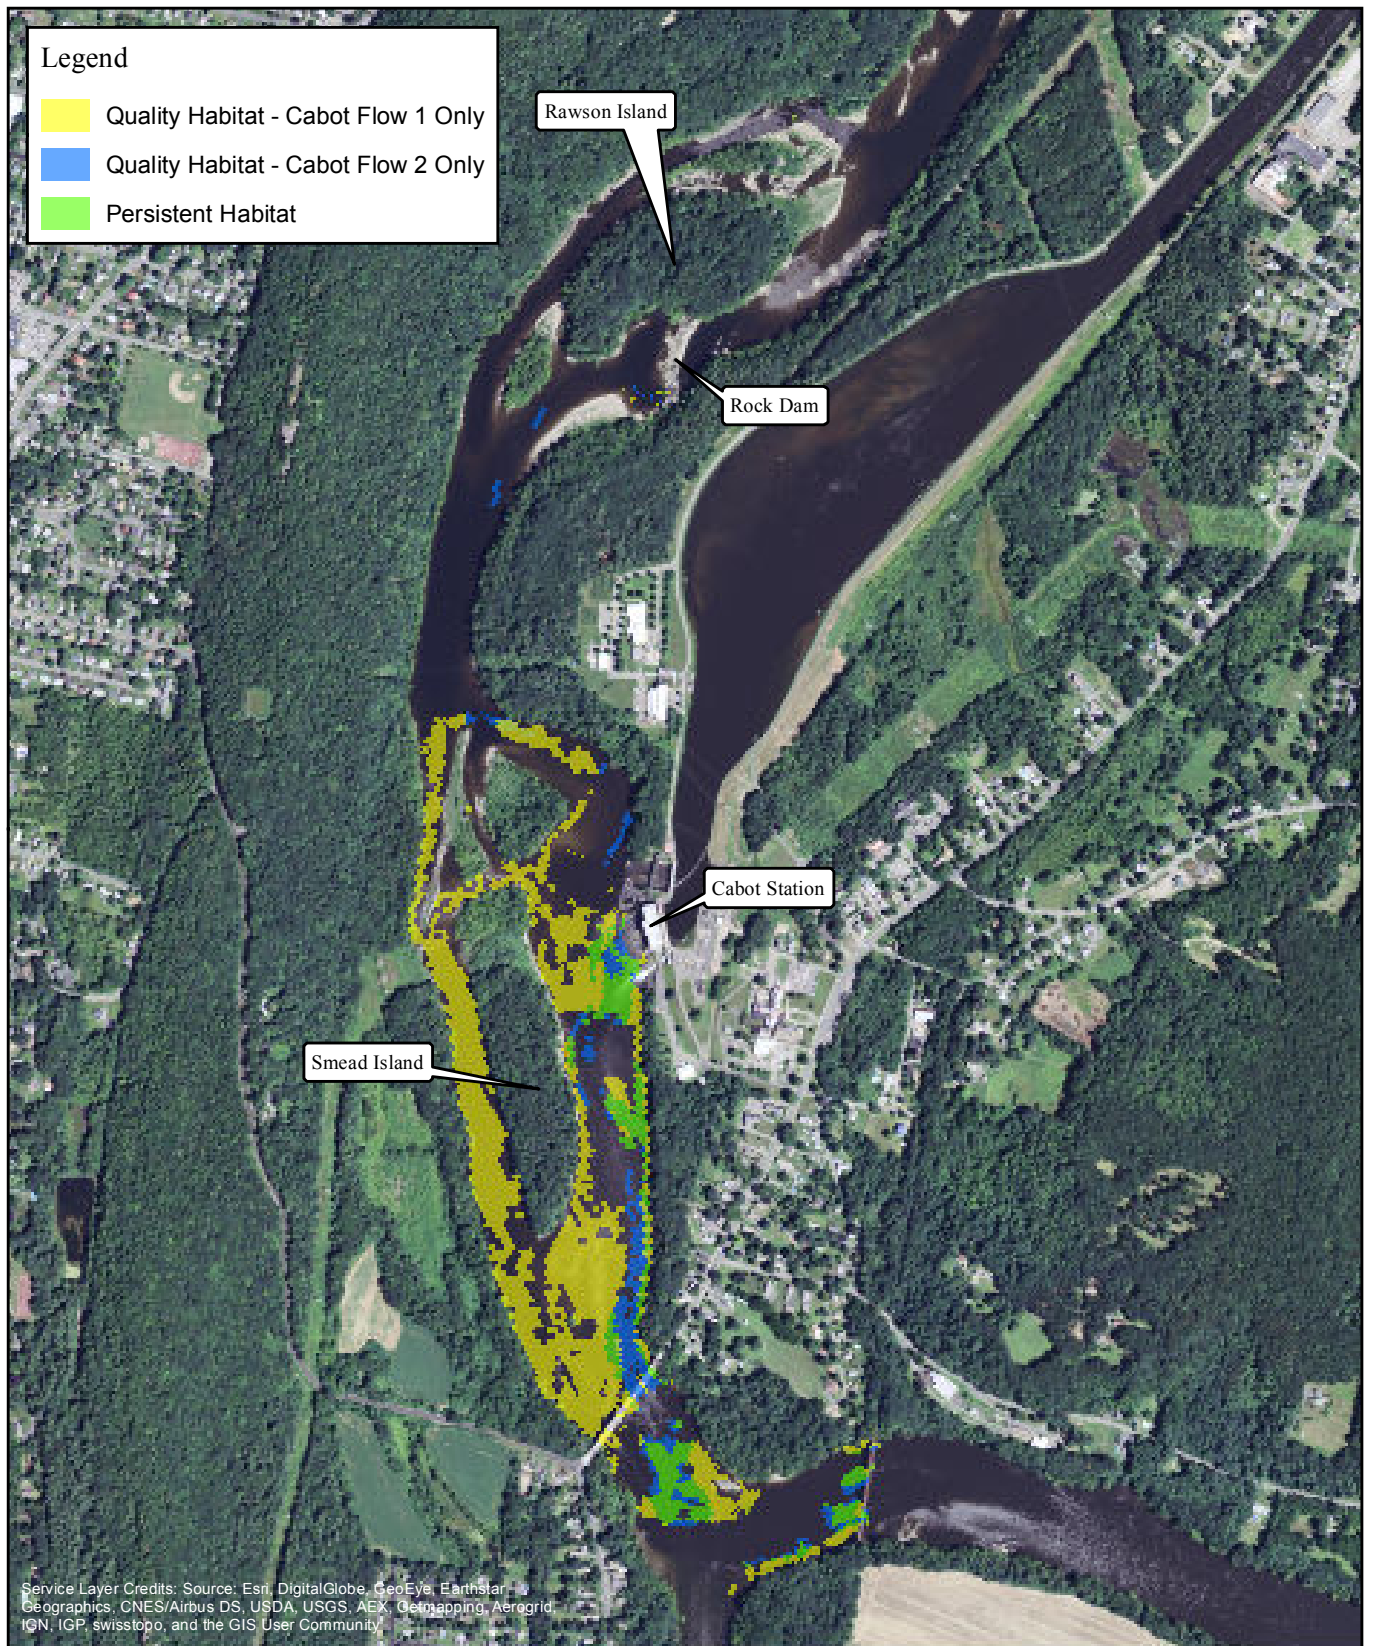 Legend
Quality Habitat - Cabot Flow 1 Only
Quality Habitat - Cabot Flow 2 Only
Persistent Habitat
Rawson Island
Rock Dam
Cabot Station
Smead Island
Service Layer Credits: Source: Esri, DigitalGlobe, GeoEye, Earthstar
Geographics, CNES/Airbus DS, USDA, USGS, AEX, Getmapping, Aerogrid,
IGN, IGP, swisstopo, and the GIS User Community